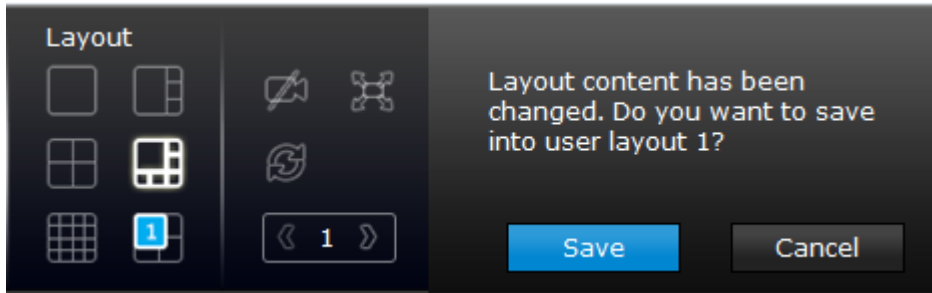 Layout
1
1
Layout content has been
changed. Do you want to save
into user layout 1?
Save
Cancel